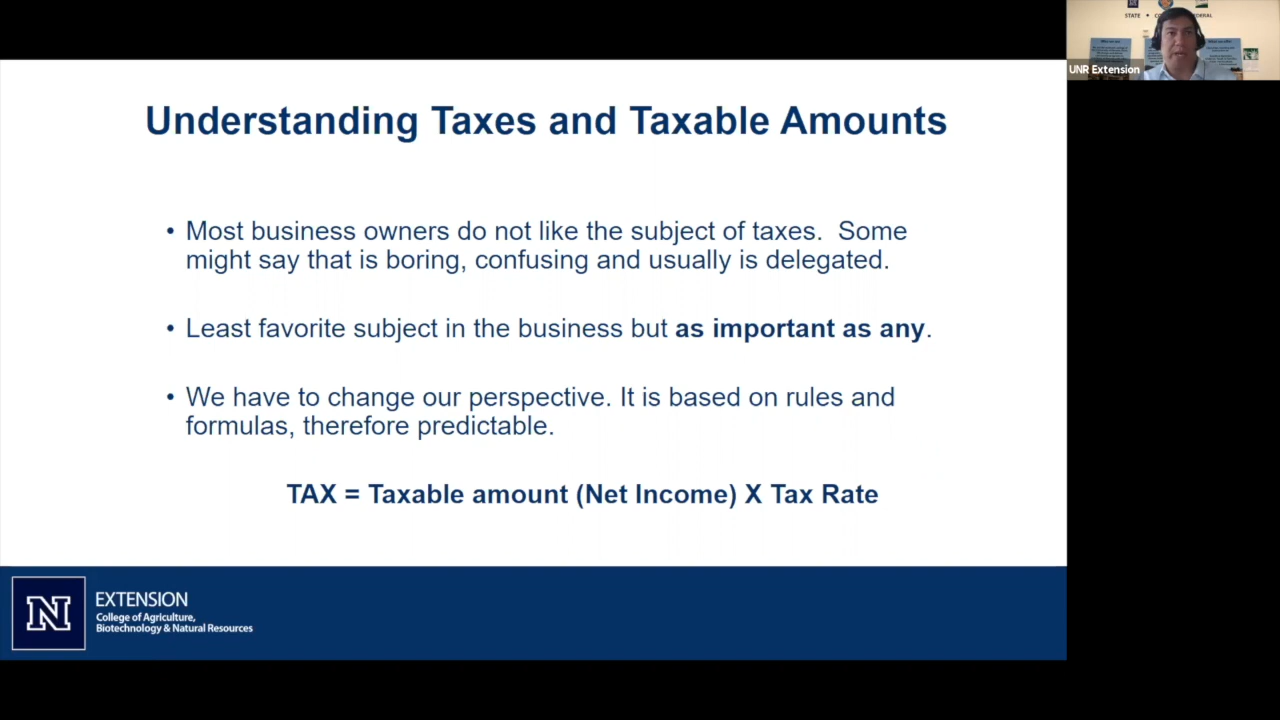 STATE
UNR Extension
Understanding Taxes and Taxable Amounts
• Most business owners do not like the subject of taxes.  Some
might say that is boring, confusing and usually is delegated.
• Least favorite subject in the business but as important as any.
• We have to change our perspective. It is based on rules and
formulas, therefore predictable.
TAX = Taxable amount (Net Income) X Tax Rate
N
EXTENSION
College of Agriculture,
Biotechnology & Natural Resources